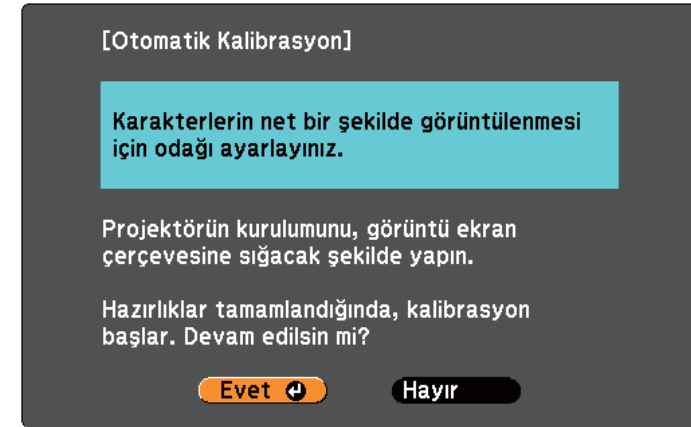 [Otomatik Kalibrasyon]
Karakterlerin net bir şekilde görüntülenmesi
için odağı ayarlayınız.
Projektörün kurulumunu, görüntü ekran
çerçevesine sığacak şekilde yapın.
Hazırlıklar tamamlandığında, kalibrasyon
başlar. Devam edilsin mi?
Evet Hayır